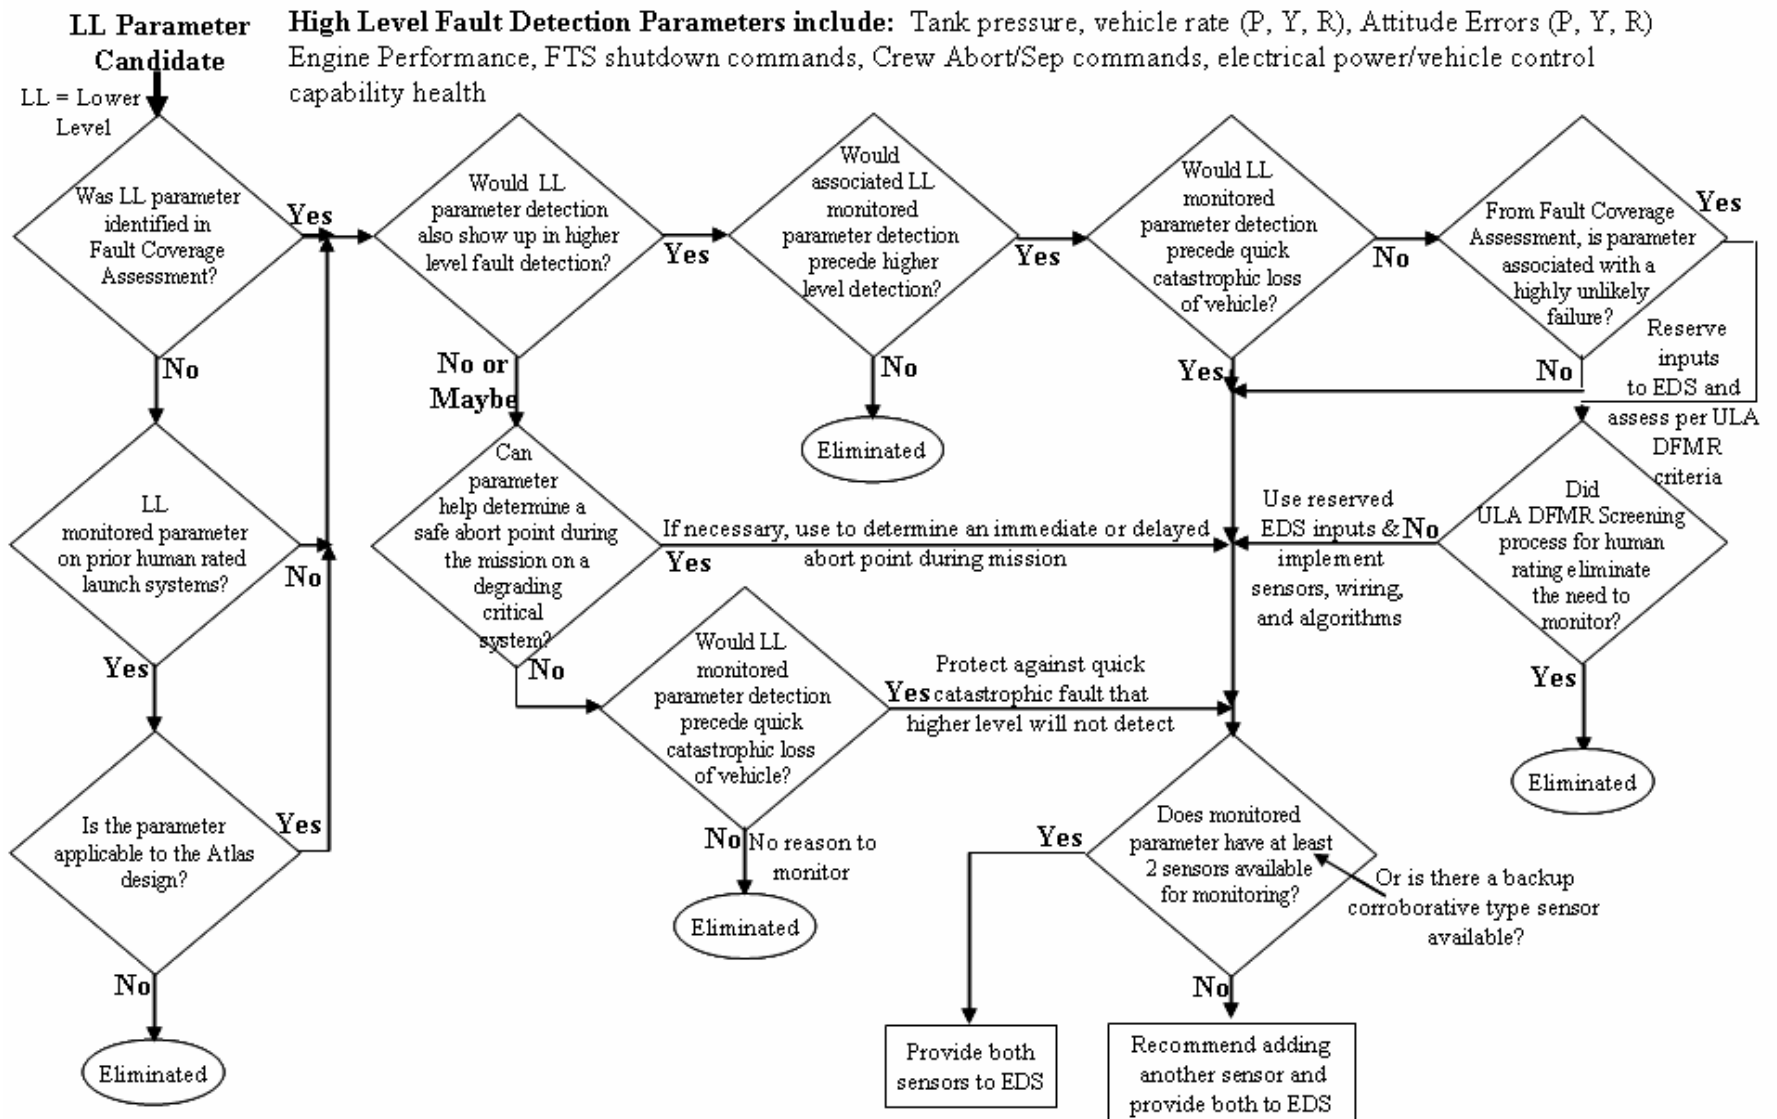 LL Parameter
Candidate
High Level Fault Detection Parameters include: Tank pressure, vehicle rate (P, Y, R), Attitude Errors (P, Y, R)
Engine Performance, FTS shutdown commands, Crew Abort/Sep commands, electrical power/vehicle control
capability health
LL = Lower
Level
Was LL parameter
identified in
Fault Coverage
Assessment?
Yes
No
Would LL
parameter detection
also show up in higher
level fault detection?
Yes
No or
Maybe
Would
associated LL
monitored
parameter detection
precede higher
level detection?
Yes
No
Eliminated
Would LL
monitored
parameter detection
precede quick
catastrophic loss
of vehicle?
No
Yes
From Fault Coverage
Assessment, is parameter
associated with a
highly unlikely
failure?
Yes
No
Reserve
inputs
to EDS and
assess per ULA
DFMR
criteria
LL
monitored parameter
on prior human rated
launch systems?
No
Yes
Can
parameter
help determine a
safe abort point during
the mission on a
degrading
critical
system?
Yes
If necessary, use to determine an immediate or delayed
abort point during mission
No
Did
ULA DFMR Screening
process for human
rating eliminate
the need to
monitor?
No
Use reserved
EDS inputs &
implement
sensors, wiring,
and algorithms
Yes
Eliminated
Would LL
monitored
parameter detection
precede quick
catastrophic loss
of vehicle?
Yes
Protect against quick
catastrophic fault that
higher level will not detect
No
No reason to
monitor
Eliminated
Is the parameter
applicable to the Atlas
design?
Yes
No
Eliminated
Does monitored
parameter have at least
2 sensors available
for monitoring?
Yes
No
Or is there a backup
corroborative type sensor
available?
Provide both
sensors to EDS
Recommend adding
another sensor and
provide both to EDS